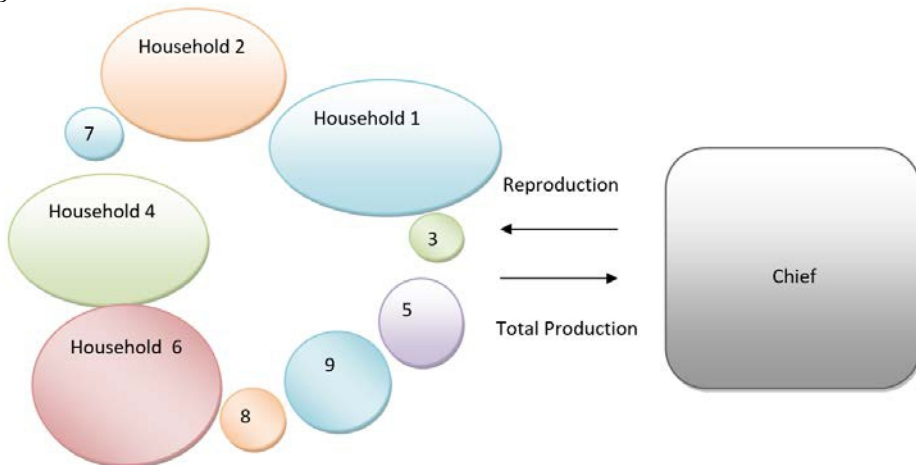 Household 2
Household 1
7
Reproduction
Household 4
3
Chief
5
Total Production
Household 6
9
8